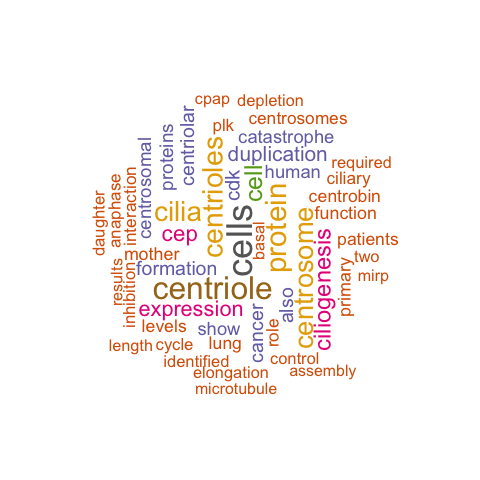 cpap
depletion
centrosomes
plk
catastrophe
centriolar
proteins
centrosomal
centrioles
duplication
required
human
cell
cdk
ciliary
centrobin
function
interaction
anaphase
daughter
cilia
cells
protein
basal
cep
centrosome
ciliogenesis
patients
two
mother
formation
mirp
primary
results
inhibition
centriole
also
expression
levels
show
cancer
role
length
cycle
lung
control
identified
elongation
assembly
microtubule